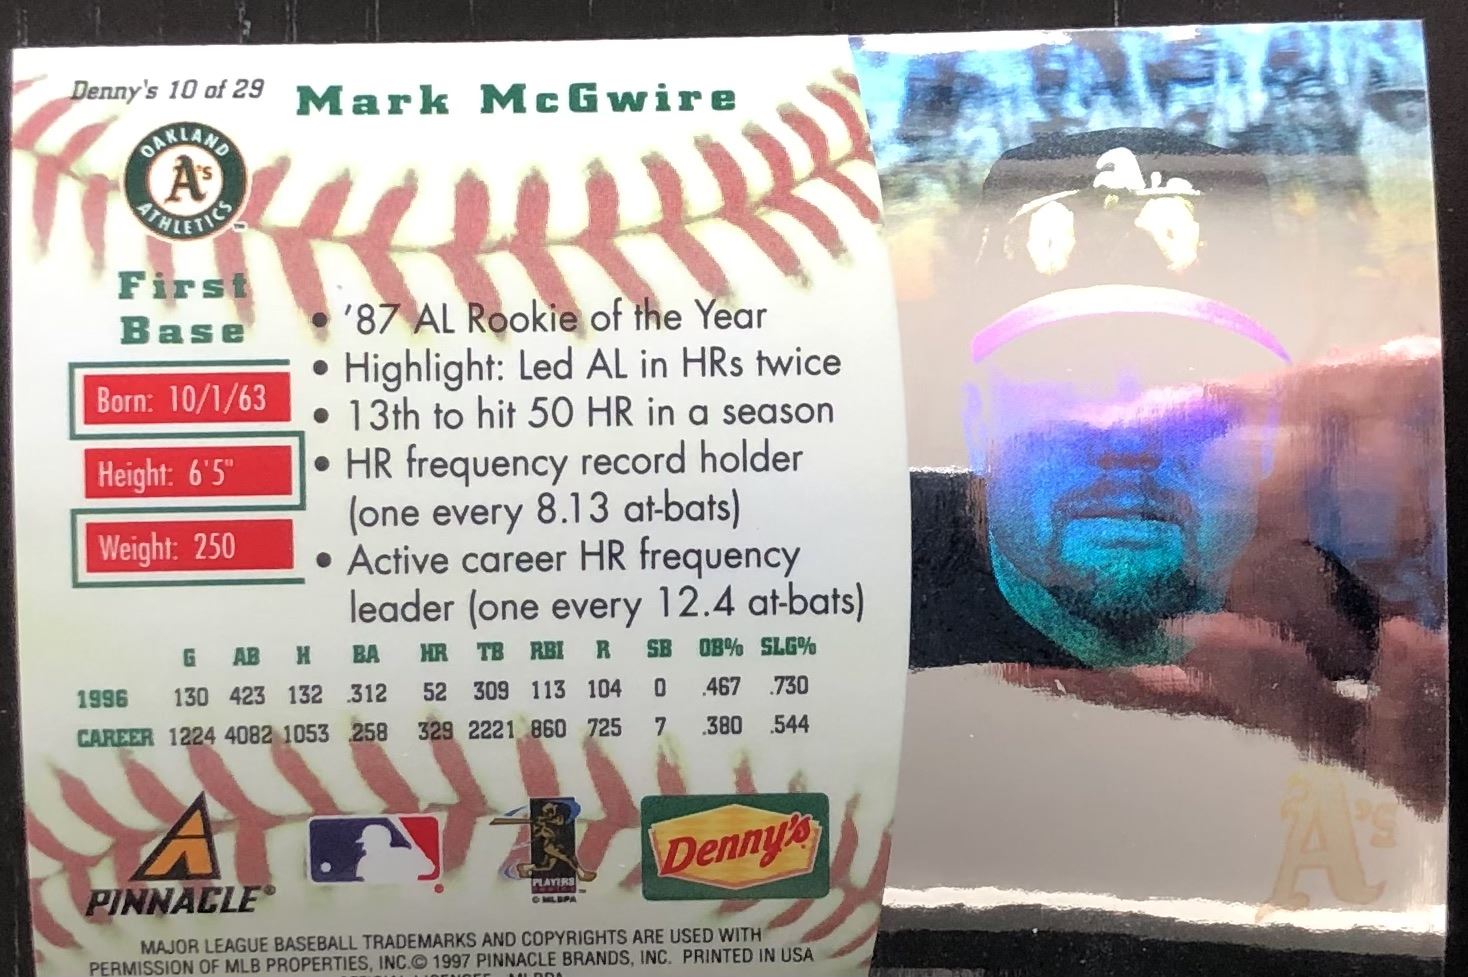 Denny's 10 of 29
Mark McGwire
OAKLAND
A's
ATHLETICS
™
First
Base
Born: 10/1/63
Height: 6'5"
Weight: 250
• '87 AL Rookie of the Year
• Highlight: Led AL in HRs twice
• 13th to hit 50 HR in a season
• HR frequency record holder
(one every 8.13 at-bats)
• Active career HR frequency
leader (one every 12.4 at-bats)
G AB H BA HR TB RBI R SB OB% SLG%
1996 130 423 132 .312 52 309 113 104 0 .467 .730
CAREER 1224 4082 1053 .258 329 2221 860 725 7 .380 .544
PINNACLE®
PLAYERS
© MLBPA
Denny's
MAJOR LEAGUE BASEBALL TRADEMARKS AND COPYRIGHTS ARE USED WITH
PERMISSION OF MLB PROPERTIES, INC.© 1997 PINNACLE BRANDS, INC. PRINTED IN USA
A's